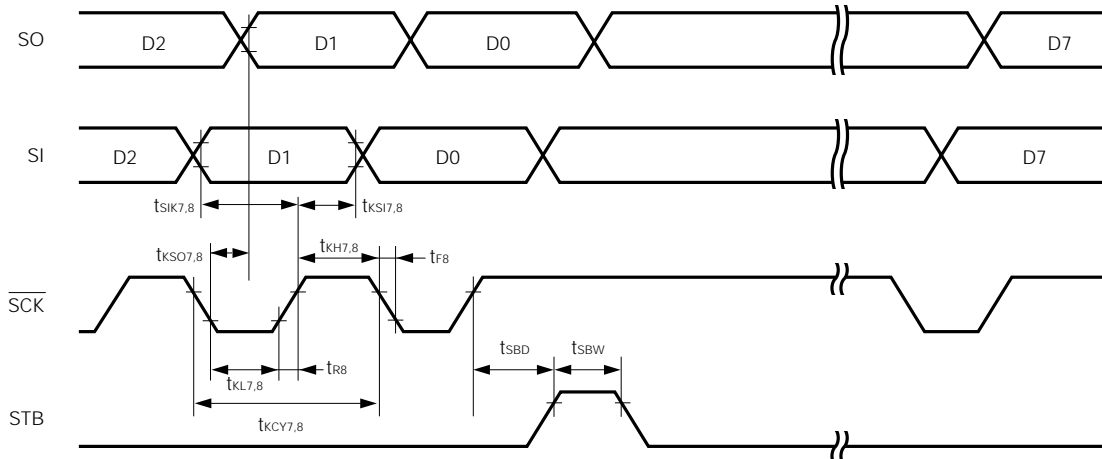 SO D2 D1 D0 D7
SI D2 D1 D0 D7
tSIK7,8 tKSI7,8
tKSO7,8 tKH7,8 tF8
SCK
tSBD tSBW
tKL7,8 tR8
STB
tKCY7,8